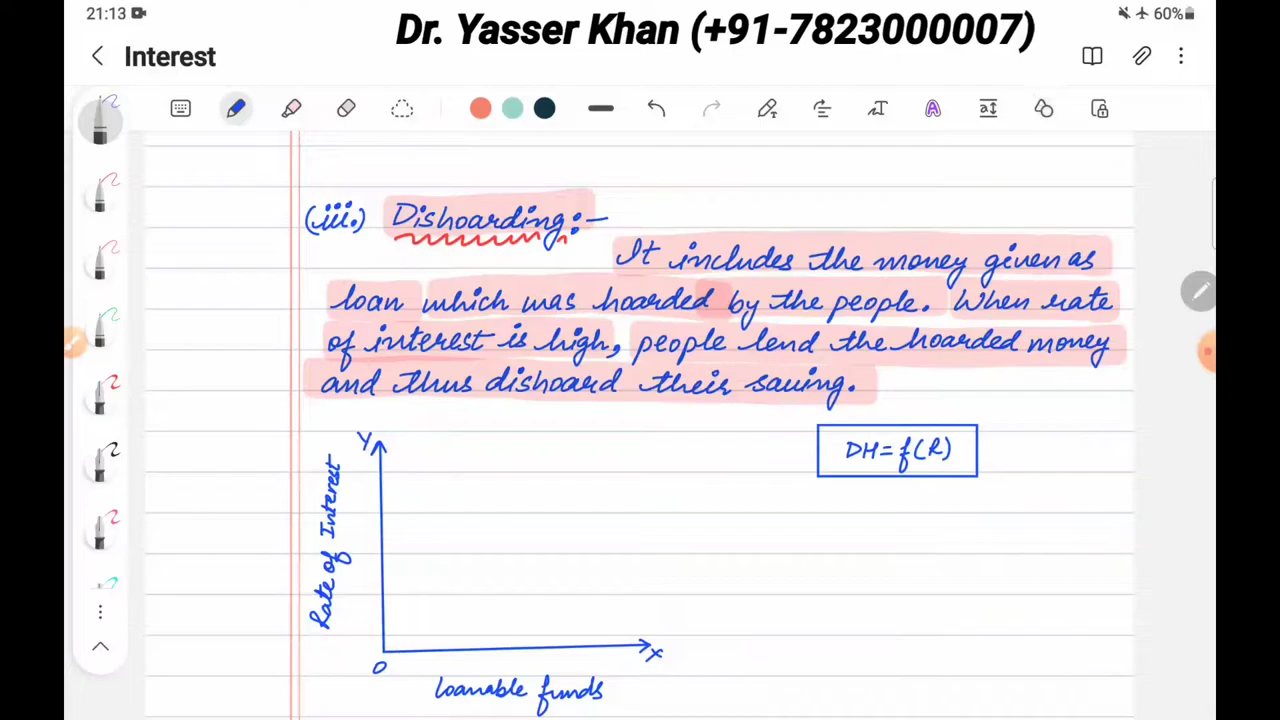 21:13
60%
Dr. Yasser Khan (+91-7823000007)
Interest
(iii.) Dishoarding:-
It includes the money given as
loan which was hoarded by the people. When rate
of interest is high, people lend the hoarded money
and thus dishoard their saving.
DH=f(R)
Y
Rate of Interest
O
X
Loanable funds